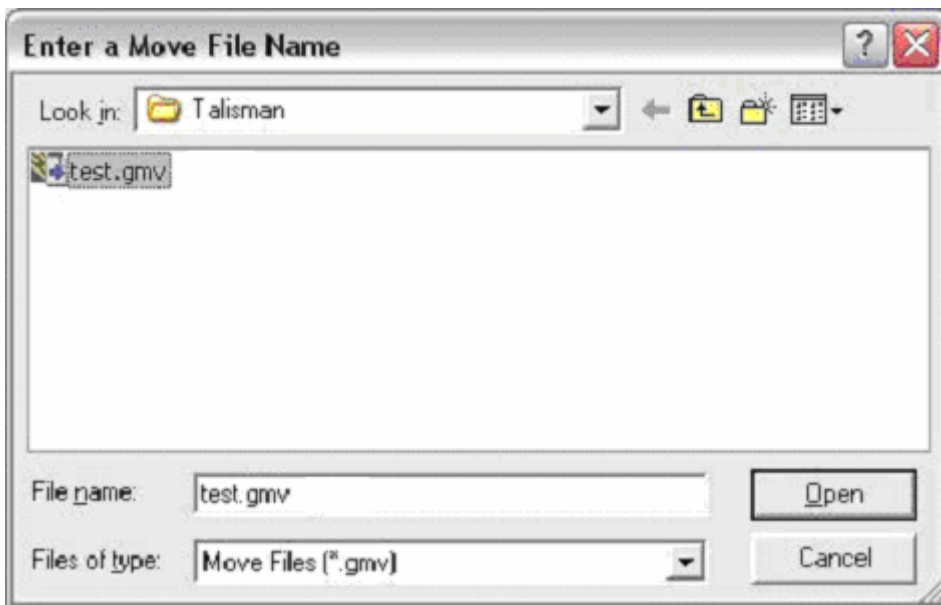 Enter a Move File Name
Look in: Talisman
test.gmv
File name: test.gmv Open
Files of type: Move Files (*.gmv) Cancel